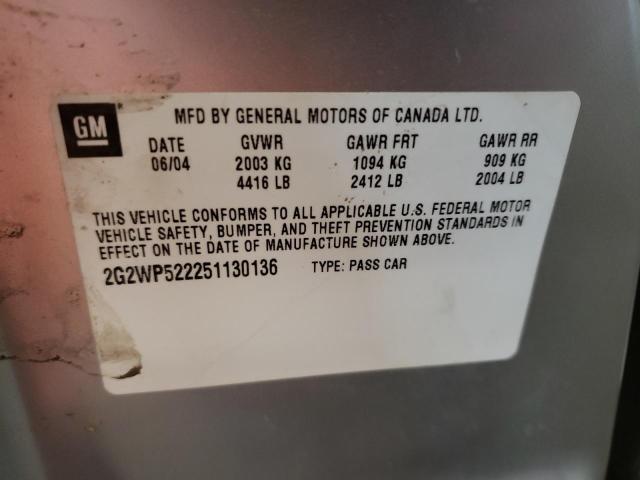 GM
MFD BY GENERAL MOTORS OF CANADA LTD.
DATE GVWR GAWR FRT GAWR RR
06/04 2003 KG 1094 KG 909 KG
4416 LB 2412 LB 2004 LB
THIS VEHICLE CONFORMS TO ALL APPLICABLE U.S. FEDERAL MOTOR
VEHICLE SAFETY, BUMPER, AND THEFT PREVENTION STANDARDS IN
EFFECT ON THE DATE OF MANUFACTURE SHOWN ABOVE.
2G2WP522251130136 TYPE: PASS CAR